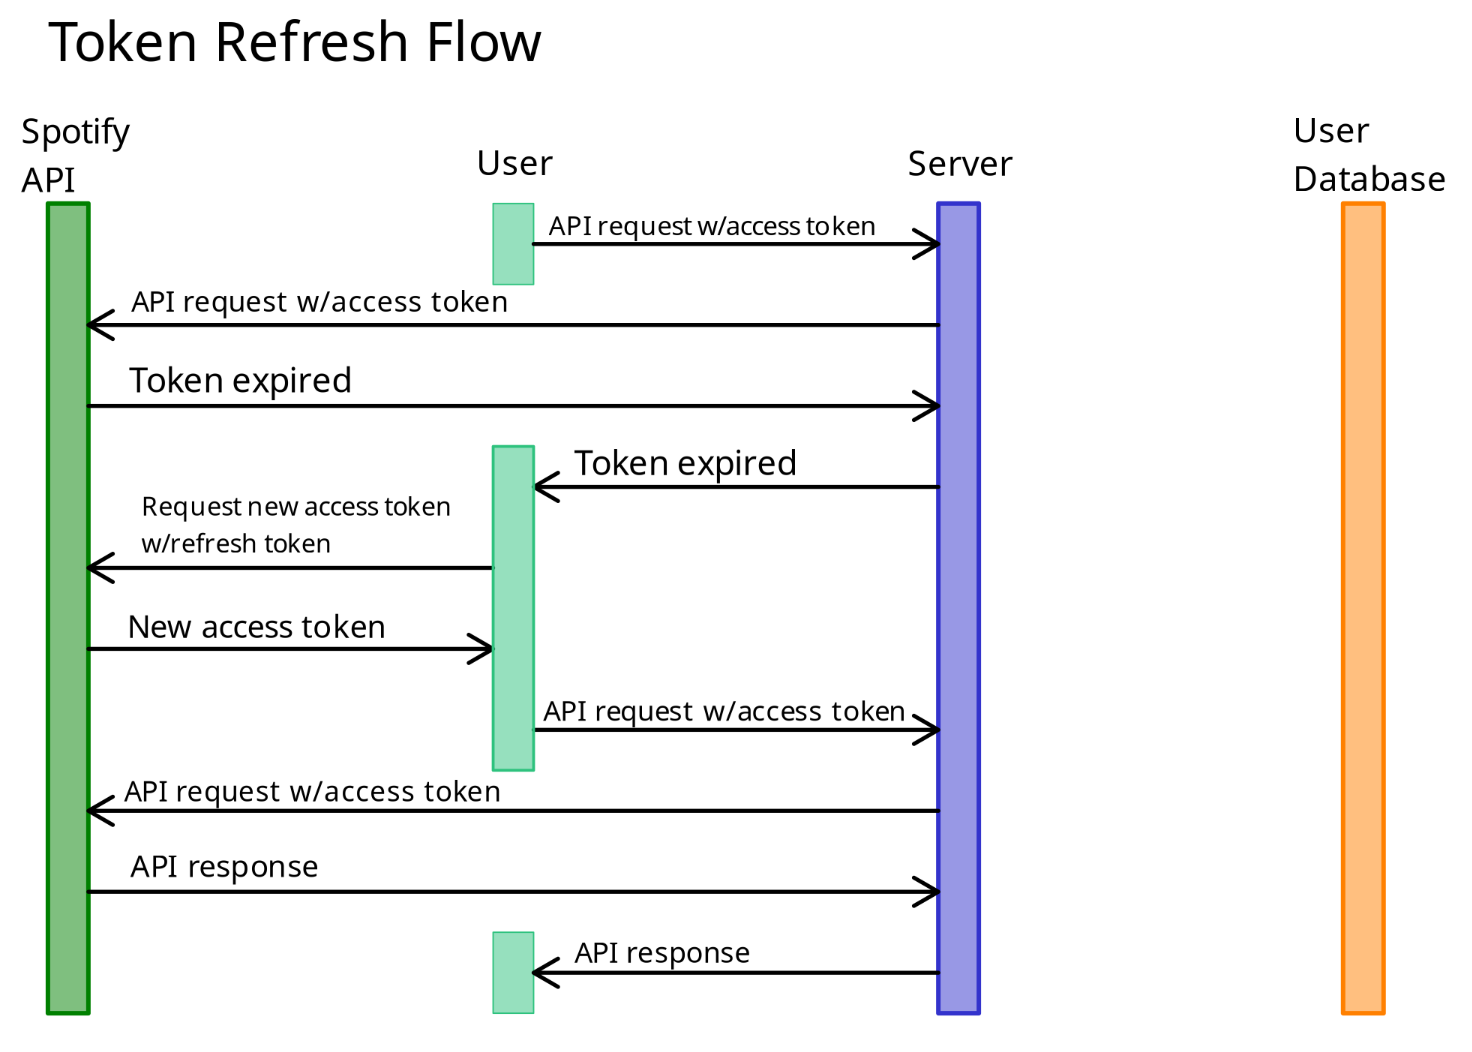 Token Refresh Flow
Spotify
API
User
Server
User
Database
API request w/access token
API request w/access token
Token expired
Token expired
Request new access token
w/refresh token
New access token
API request w/access token
API request w/access token
API response
API response